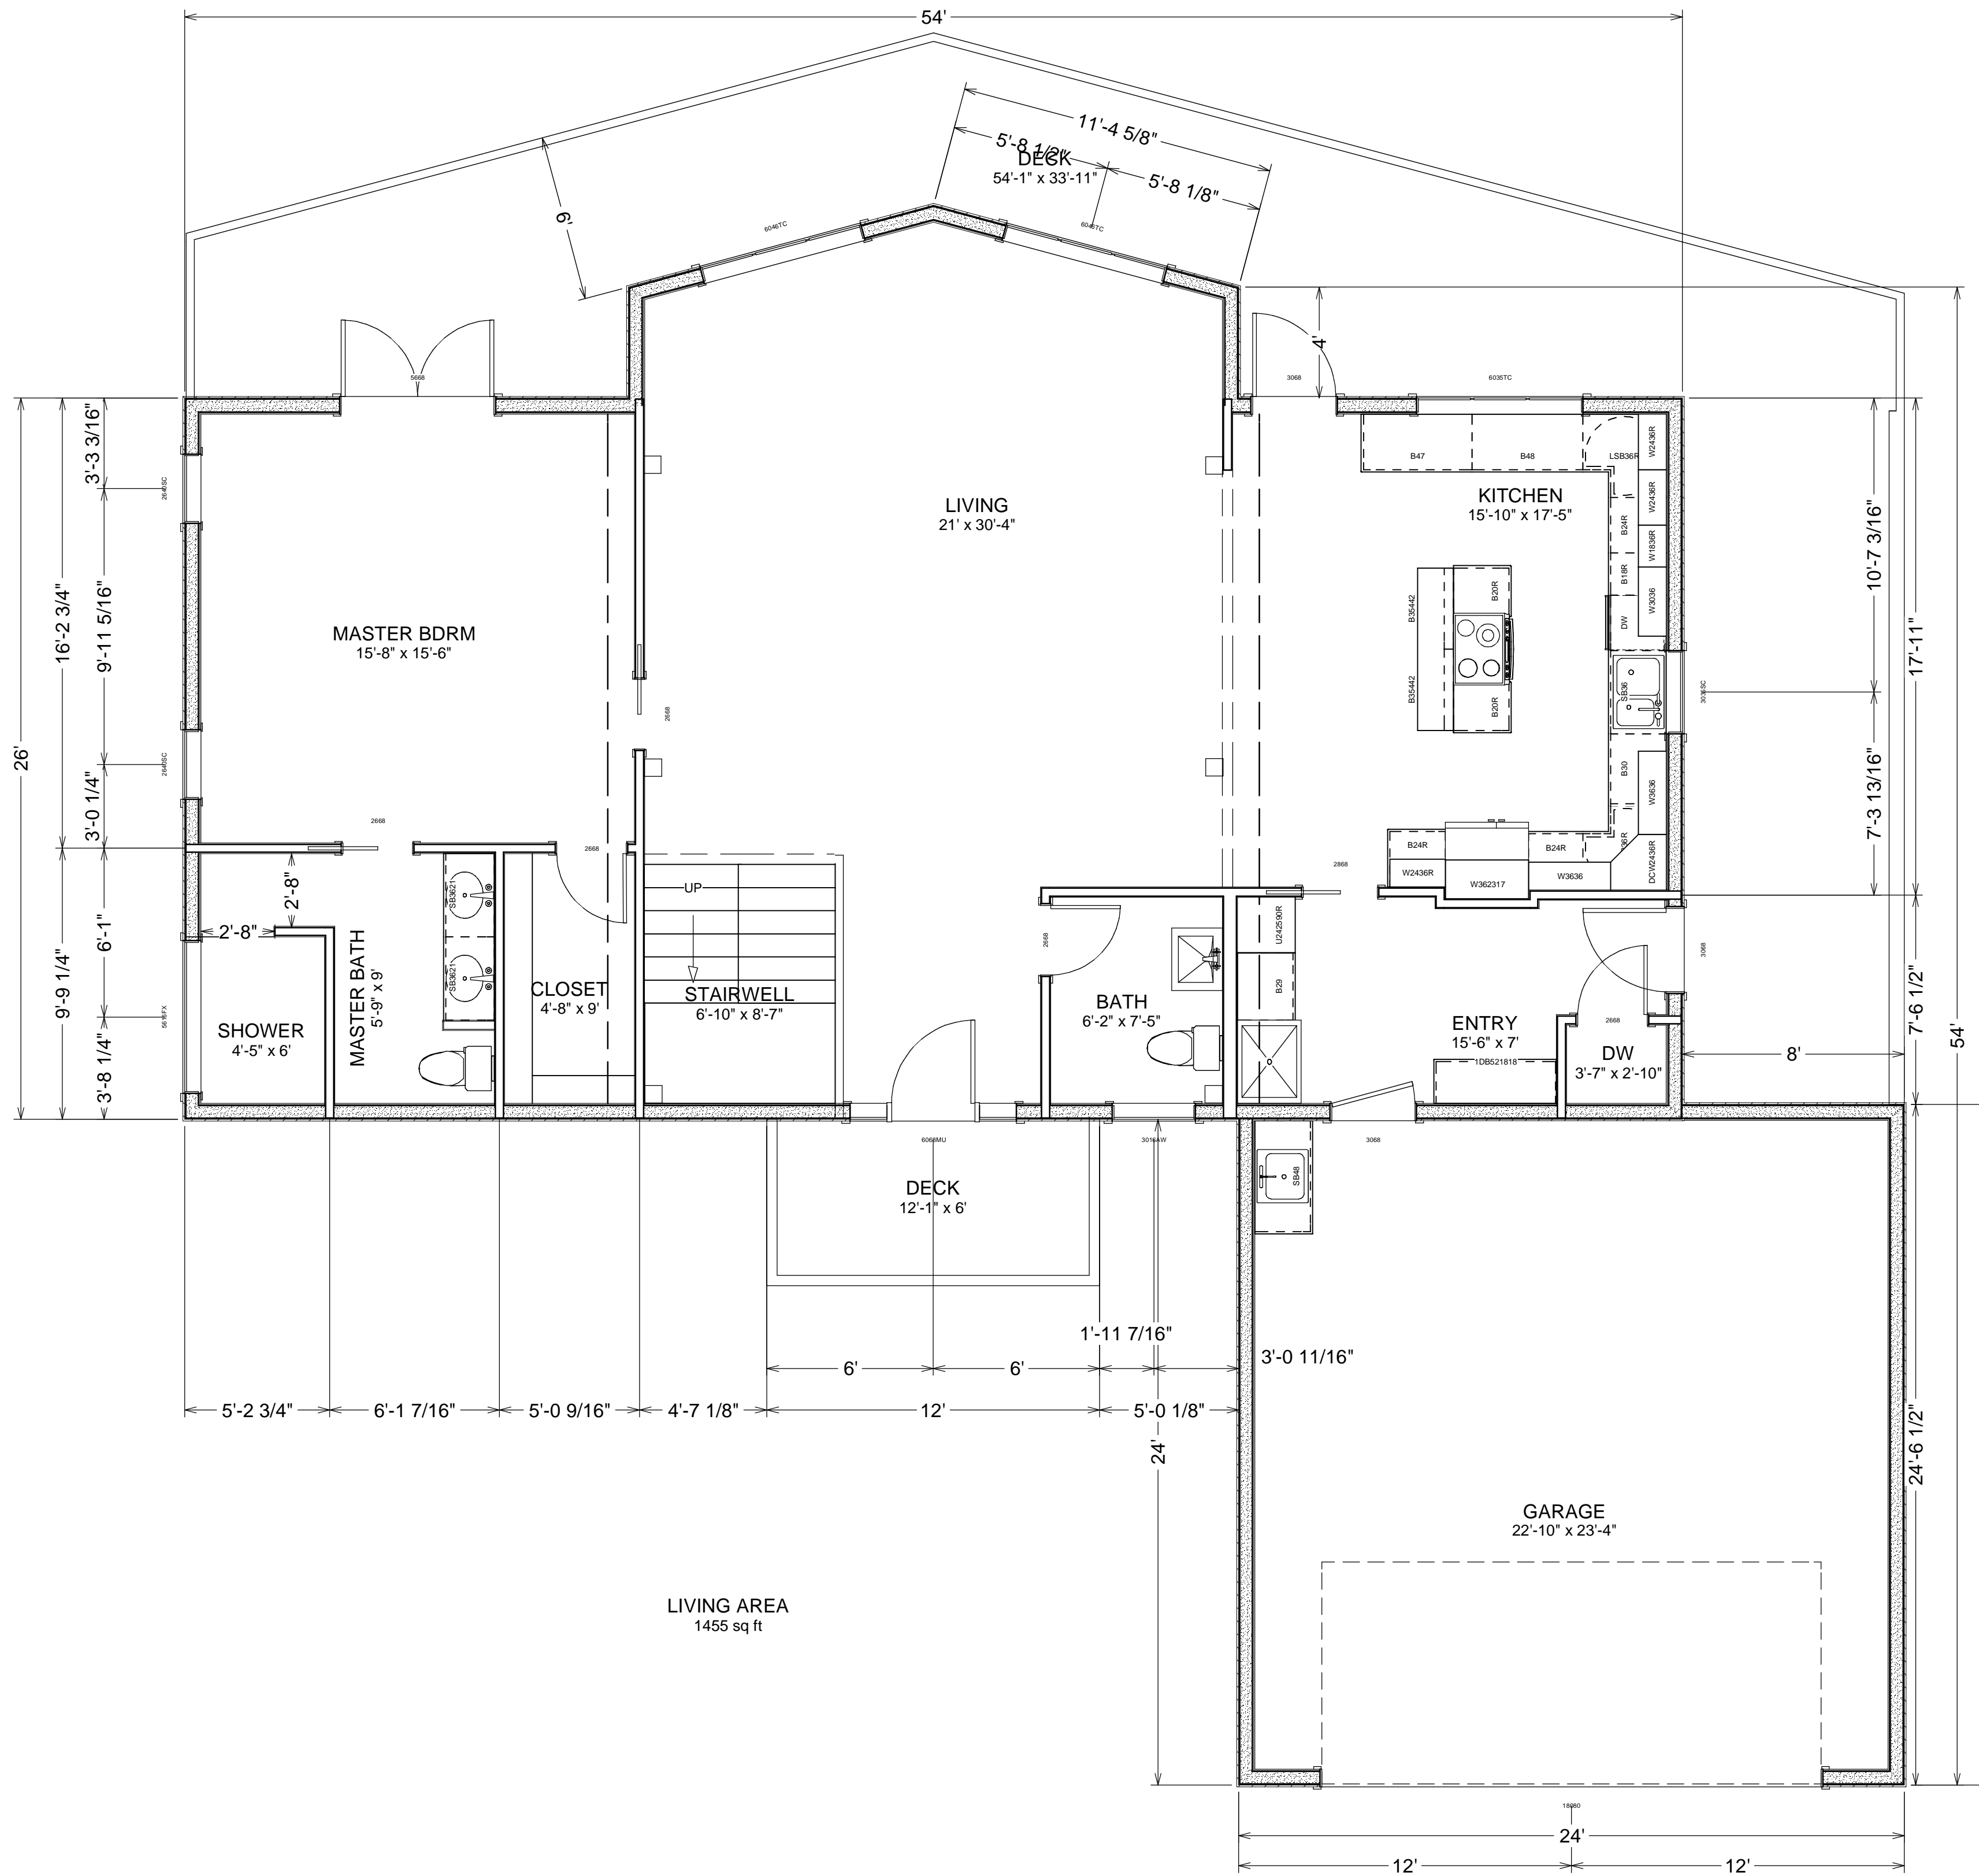 54'
11'-4 5/8"
5'-8 1/2"
DECK
54'-1" x 33'-11"
5'-8 1/8"
9'
6046TC
6046TC
4'
5668
3068
6035TC
3'-3 3/16"
2640SC
16'-2 3/4"
9'-11 5/16"
26'
2640SC
3'-0 1/4"
MASTER BDRM
15'-8" x 15'-6"
2668
LIVING
21' x 30'-4"
KITCHEN
15'-10" x 17'-5"
B47
B48
LSB36R
W2436R
W2436R
B24R
W1836R
B18R
W3036
DW
B20R
B35442
B35442
B20R
SB36
3036SC
B30
W3636
B24R
B24R
W2436R
W362317
W3636
DCW2436R
10'-7 3/16"
17'-11"
7'-3 13/16"
2668
2668
2868
9'-9 1/4"
6'-1"
3'-8 1/4"
5616FX
2'-8"
2'-8"
SB3621
SB3621
MASTER BATH
5'-9" x 9'
SHOWER
4'-5" x 6'
CLOSET
4'-8" x 9'
UP
STAIRWELL
6'-10" x 8'-7"
2668
BATH
6'-2" x 7'-5"
U242590R
B29
ENTRY
15'-6" x 7'
1DB521818
2668
DW
3'-7" x 2'-10"
3068
8'
7'-6 1/2"
54'
6068MU
3016AW
3068
SB48
DECK
12'-1" x 6'
1'-11 7/16"
3'-0 11/16"
6'
6'
5'-2 3/4"
6'-1 7/16"
5'-0 9/16"
4'-7 1/8"
12'
5'-0 1/8"
24'
24'-6 1/2"
GARAGE
22'-10" x 23'-4"
LIVING AREA
1455 sq ft
18080
24'
12'
12'